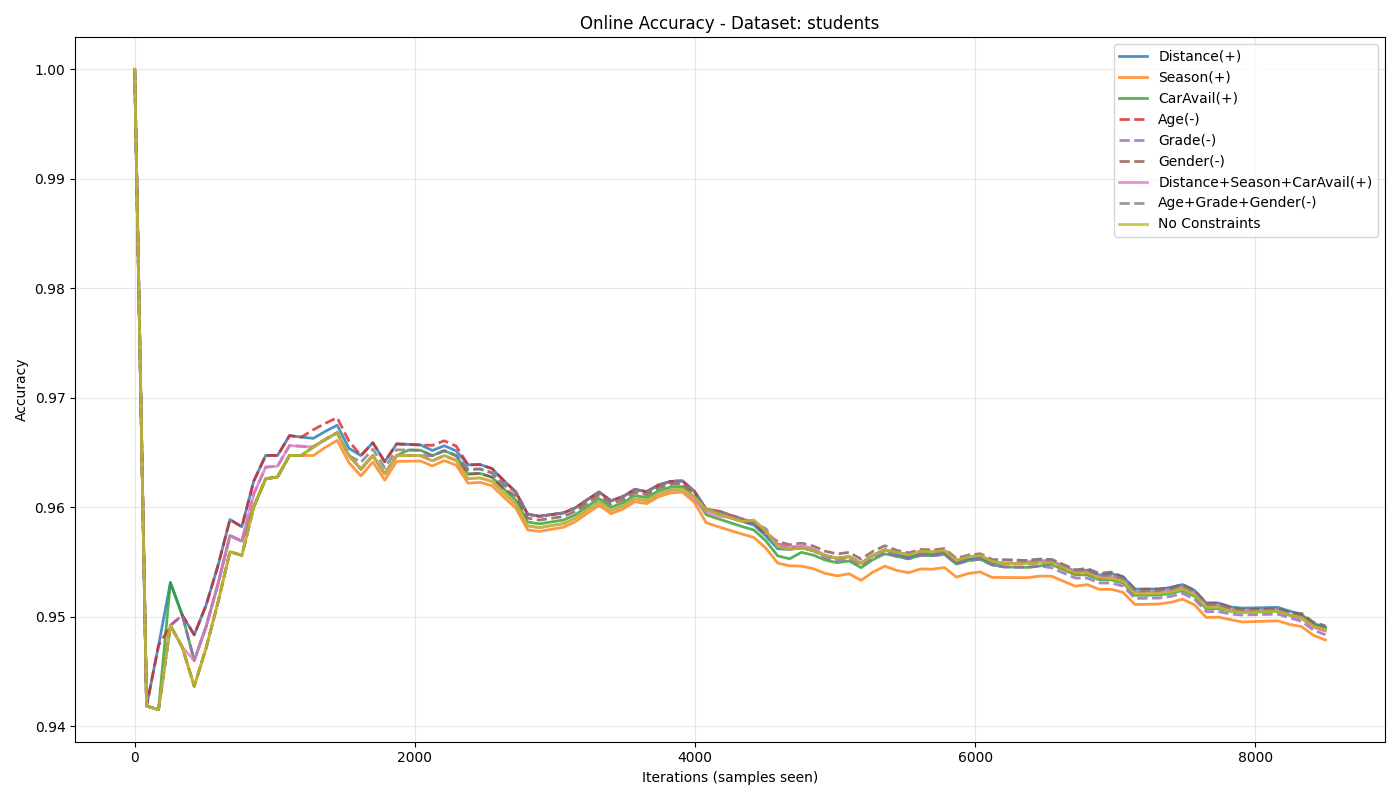 Online Accuracy - Dataset: students
Accuracy
1.00
0.99
0.98
0.97
0.96
0.95
0.94
Distance(+)
Season(+)
CarAvail(+)
Age(-)
Grade(-)
Gender(-)
Distance+Season+CarAvail(+)
Age+Grade+Gender(-)
No Constraints
0
2000
4000
6000
8000
Iterations (samples seen)